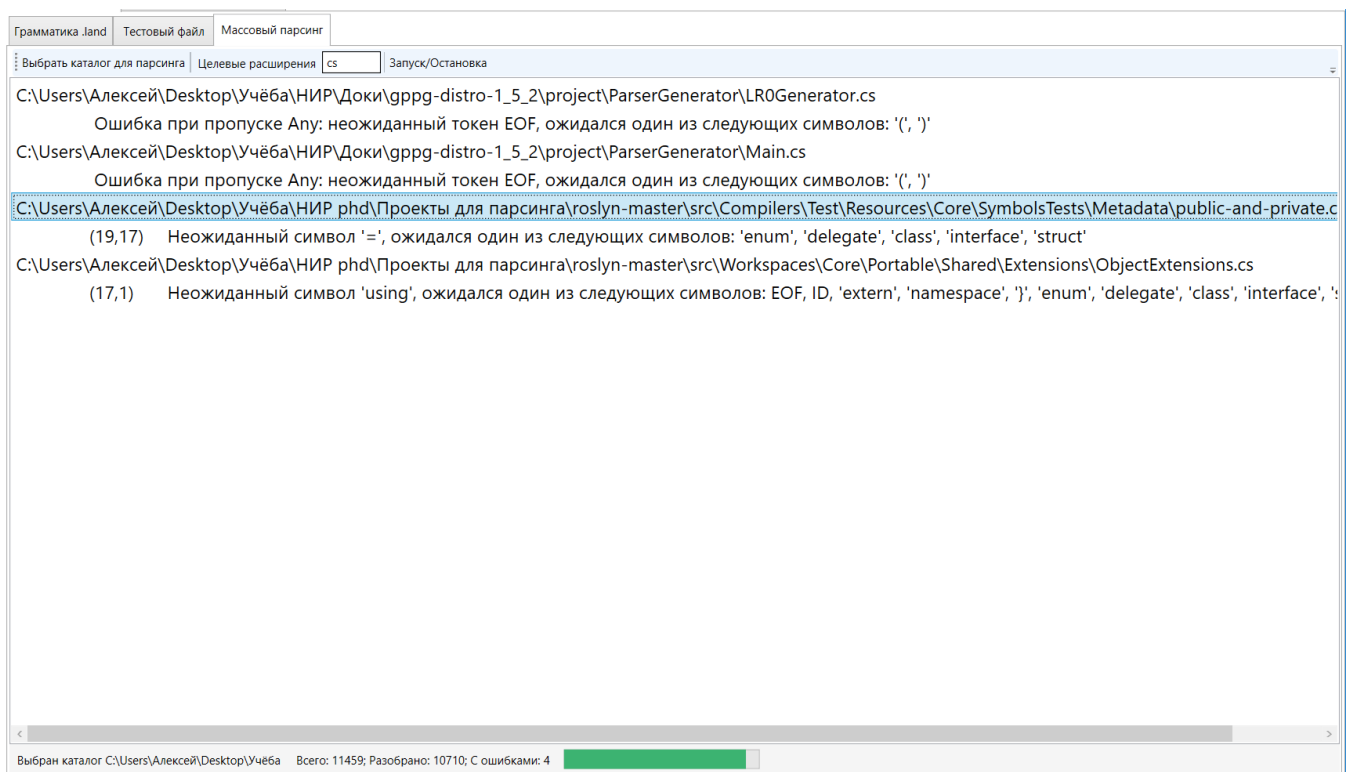 Грамматика .land Тестовый файл Массовый парсинг
Выбрать каталог для парсинга Целевые расширения cs Запуск/Остановка
C:\Users\Алексей\Desktop\Учёба\НИР\Доки\gppg-distro-1_5_2\project\ParserGenerator\LR0Generator.cs
Ошибка при пропуске Any: неожиданный токен EOF, ожидался один из следующих символов: '(', ')'
C:\Users\Алексей\Desktop\Учёба\НИР\Доки\gppg-distro-1_5_2\project\ParserGenerator\Main.cs
Ошибка при пропуске Any: неожиданный токен EOF, ожидался один из следующих символов: '(', ')'
C:\Users\Алексей\Desktop\Учёба\НИР phd\Проекты для парсинга\roslyn-master\src\Compilers\Test\Resources\Core\SymbolsTests\Metadata\public-and-private.c
(19,17) Неожиданный символ '=', ожидался один из следующих символов: 'enum', 'delegate', 'class', 'interface', 'struct'
C:\Users\Алексей\Desktop\Учёба\НИР phd\Проекты для парсинга\roslyn-master\src\Workspaces\Core\Portable\Shared\Extensions\ObjectExtensions.cs
(17,1) Неожиданный символ 'using', ожидался один из следующих символов: EOF, ID, 'extern', 'namespace', '}', 'enum', 'delegate', 'class', 'interface', '
Выбран каталог C:\Users\Алексей\Desktop\Учёба Всего: 11459; Разобрано: 10710; С ошибками: 4